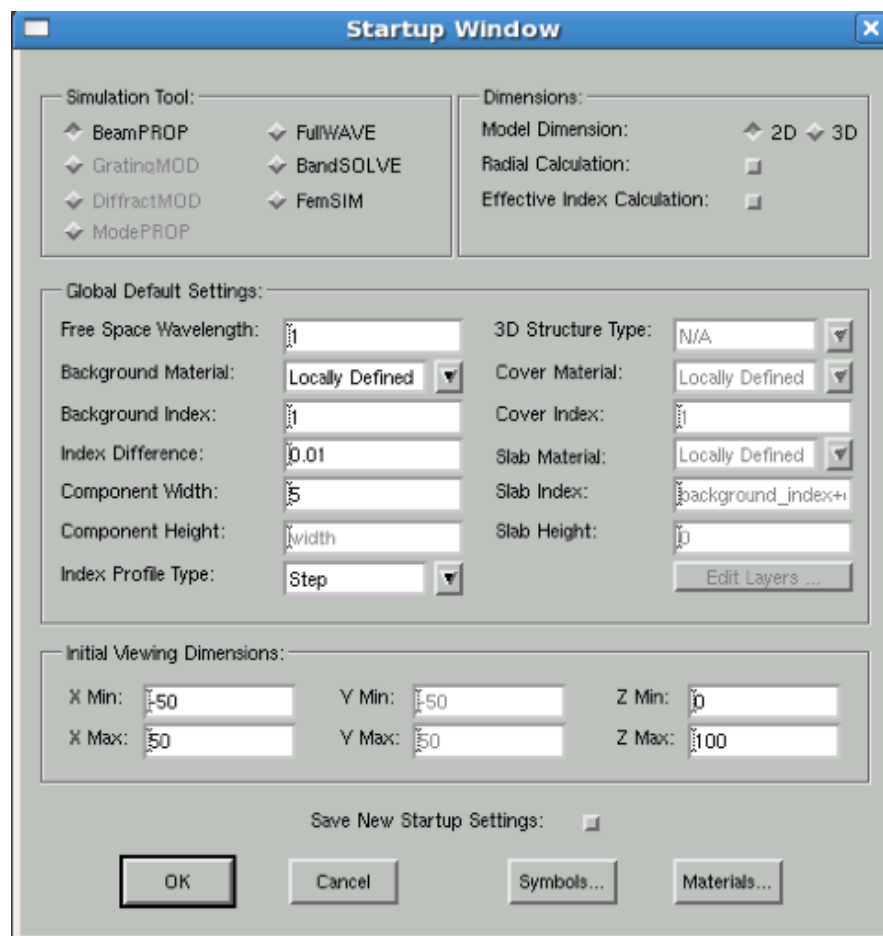 Startup Window
Simulation Tool:
BeamPROP FullWAVE
GratingMOD BandSOLVE
DiffractMOD FemSIM
ModePROP
Dimensions:
Model Dimension: 2D 3D
Radial Calculation:
Effective Index Calculation:
Global Default Settings:
Free Space Wavelength: 1 3D Structure Type: N/A
Background Material: Locally Defined Cover Material: Locally Defined
Background Index: 1 Cover Index: 1
Index Difference: 0.01 Slab Material: Locally Defined
Component Width: 5 Slab Index: background_index+
Component Height: width Slab Height: 0
Index Profile Type: Step Edit Layers ...
Initial Viewing Dimensions:
X Min: -50 Y Min: -50 Z Min: 0
X Max: 50 Y Max: 50 Z Max: 100
Save New Startup Settings:
OK Cancel Symbols... Materials...